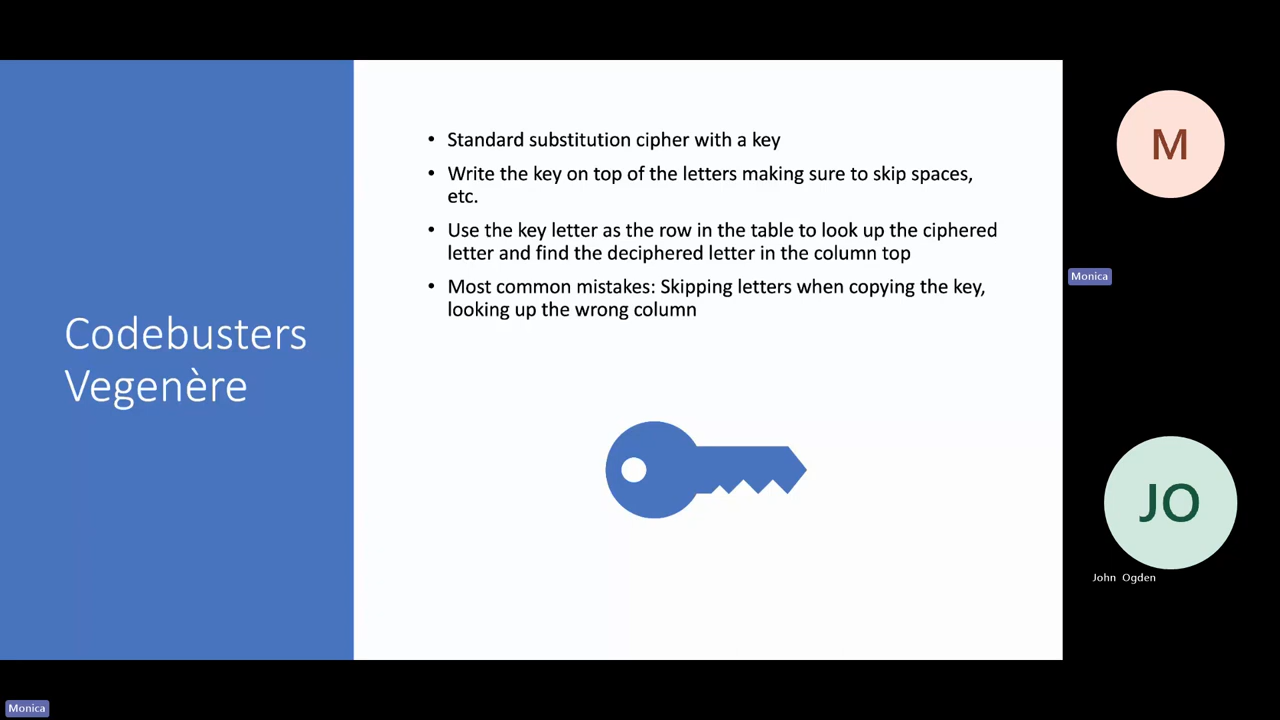 Codebusters
Vegenère
• Standard substitution cipher with a key
• Write the key on top of the letters making sure to skip spaces,
etc.
• Use the key letter as the row in the table to look up the ciphered
letter and find the deciphered letter in the column top
• Most common mistakes: Skipping letters when copying the key,
looking up the wrong column
M
Monica
JO
John Ogden
Monica